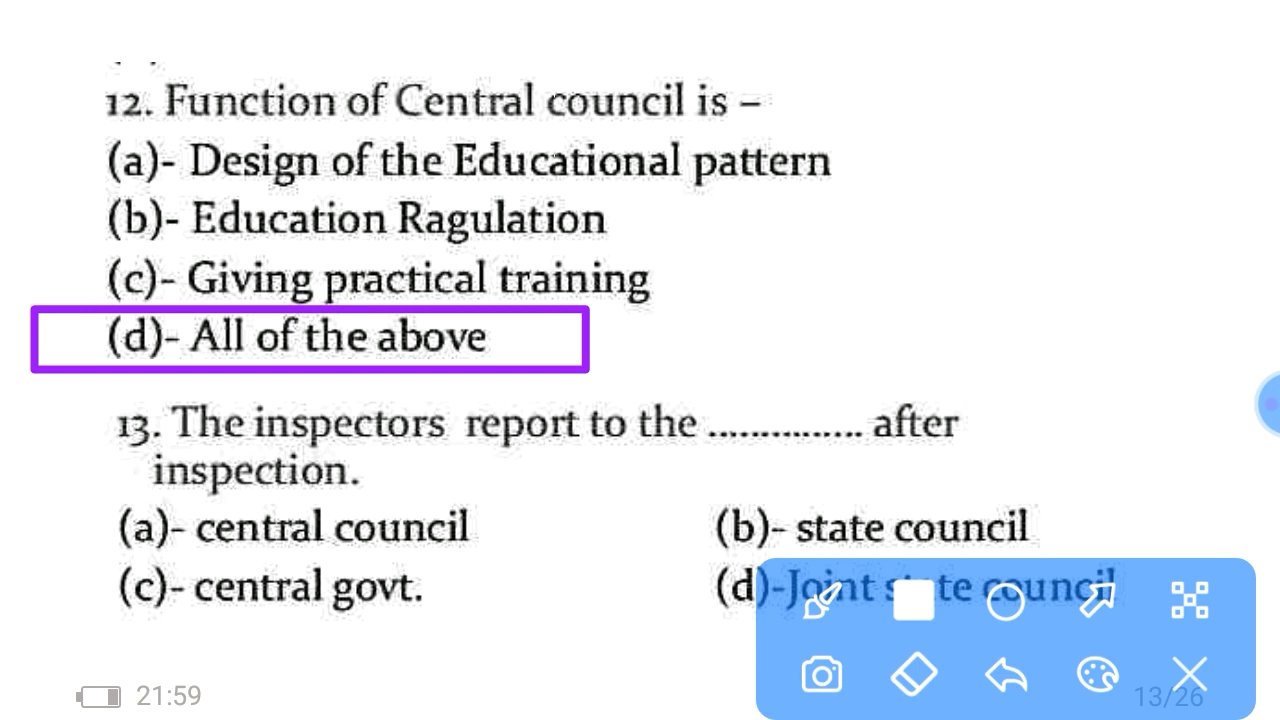 12. Function of Central council is –
(a)- Design of the Educational pattern
(b)- Education Ragulation
(c)- Giving practical training
(d)- All of the above
13. The inspectors report to the ............... after
inspection.
(a)- central council (b)- state council
(c)- central govt. (d)-Joint state council
21:59 13/26